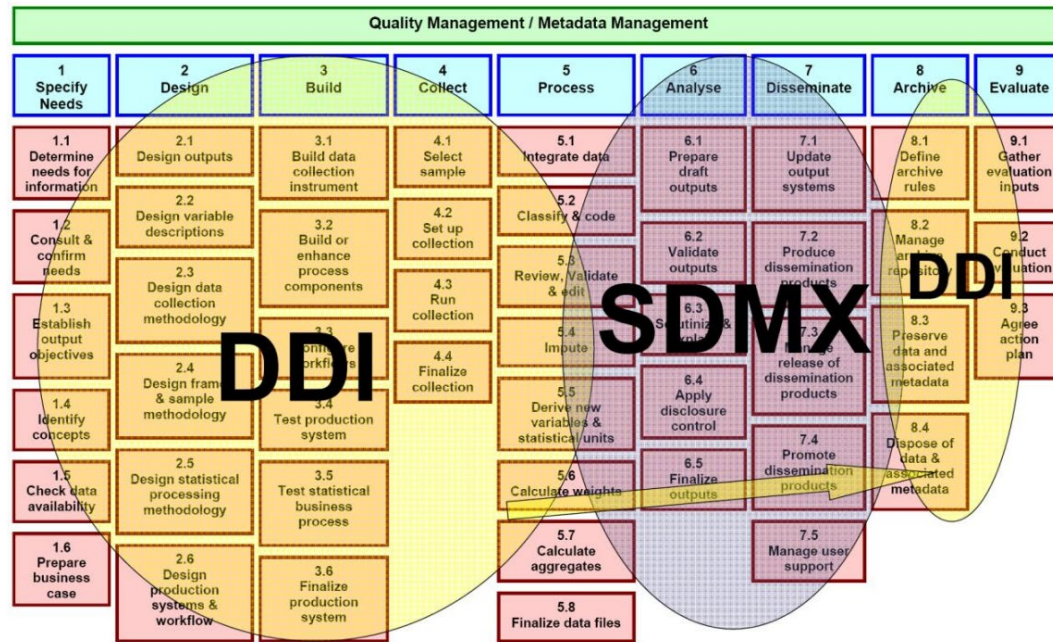 Quality Management / Metadata Management
1
Specify
Needs
2
Design
3
Build
4
Collect
5
Process
6
Analyse
7
Disseminate
8
Archive
9
Evaluate
1.1
Determine
needs for
information
1.2
Consult &
confirm
needs
1.3
Establish
output
objectives
1.4
Identify
concepts
1.5
Check data
availability
1.6
Prepare
business
case
2.1
Design outputs
2.2
Design variable
descriptions
2.3
Design data
collection
methodology
2.4
Design frame
& sample
methodology
2.5
Design statistical
processing
methodology
2.6
Design
production
systems &
workflow
3.1
Build data
collection
instrument
3.2
Build or
enhance
process
components
3.3
Configure
workflows
3.4
Test production
system
3.5
Test statistical
business
process
3.6
Finalize
production
system
4.1
Select
sample
4.2
Set up
collection
4.3
Run
collection
4.4
Finalize
collection
5.1
Integrate data
5.2
Classify & code
5.3
Review, Validate
& edit
5.4
Impute
5.5
Derive new
variables &
statistical units
5.6
Calculate weights
5.7
Calculate
aggregates
5.8
Finalize data files
6.1
Prepare
draft
outputs
6.2
Validate
outputs
6.3
Scrutinize &
explain
6.4
Apply
disclosure
control
6.5
Finalize
outputs
7.1
Update
output
systems
7.2
Produce
dissemination
products
7.3
Manage
release of
dissemination
products
7.4
Promote
dissemination
products
7.5
Manage user
support
8.1
Define
archive
rules
8.2
Manage
archive
repository
8.3
Preserve
data and
associated
metadata
8.4
Dispose of
data &
associated
metadata
9.1
Gather
evaluation
inputs
9.2
Conduct
evaluation
9.3
Agree
action
plan
DDI
SDMX
DDI